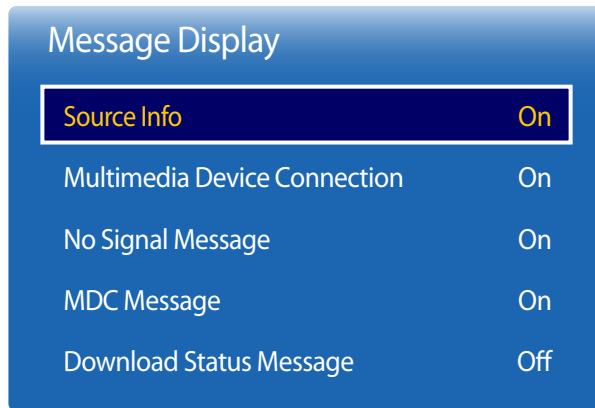 Message Display
Source Info On
Multimedia Device Connection On
No Signal Message On
MDC Message On
Download Status Message Off